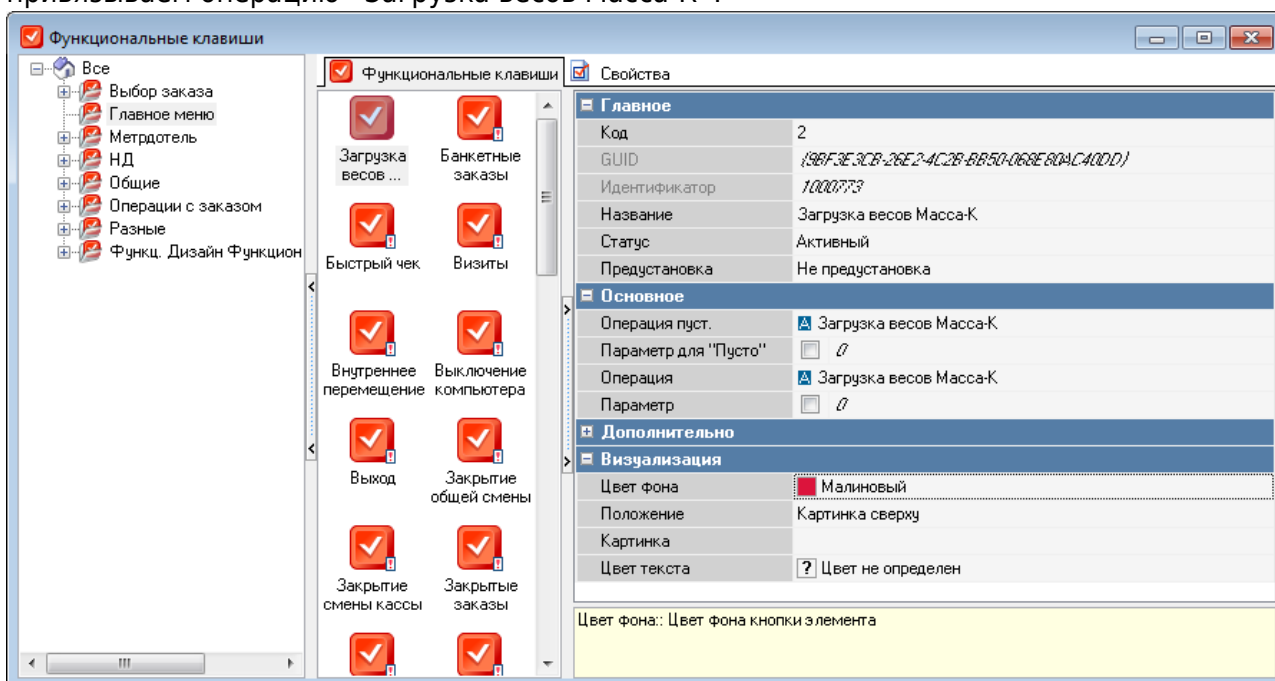 привязываем операцию "Загрузка весов Масса-К".
Функциональные клавиши
Все
Выбор заказа
Главное меню
Метрдотель
НД
Общие
Операции с заказом
Разные
Функц. Дизайн Функцион
Функциональные клавиши
Загрузка
весов ...
Банкетные
заказы
Быстрый чек
Визиты
Внутреннее
перемещение
Выключение
компьютера
Выход
Закрытие
общей смены
Закрытие
смены кассы
Закрытые
заказы
Свойства
Главное
Код 2
GUID {9BF3E3CB-26E2-4C2B-BB50-068E80AC40DD}
Идентификатор 1000773
Название Загрузка весов Масса-К
Статус Активный
Предустановка Не предустановка
Основное
Операция пуст. Загрузка весов Масса-К
Параметр для "Пусто" 0
Операция Загрузка весов Масса-К
Параметр 0
Дополнительно
Визуализация
Цвет фона Малиновый
Положение Картинка сверху
Картинка
Цвет текста ? Цвет не определен
Цвет фона:: Цвет фона кнопки элемента